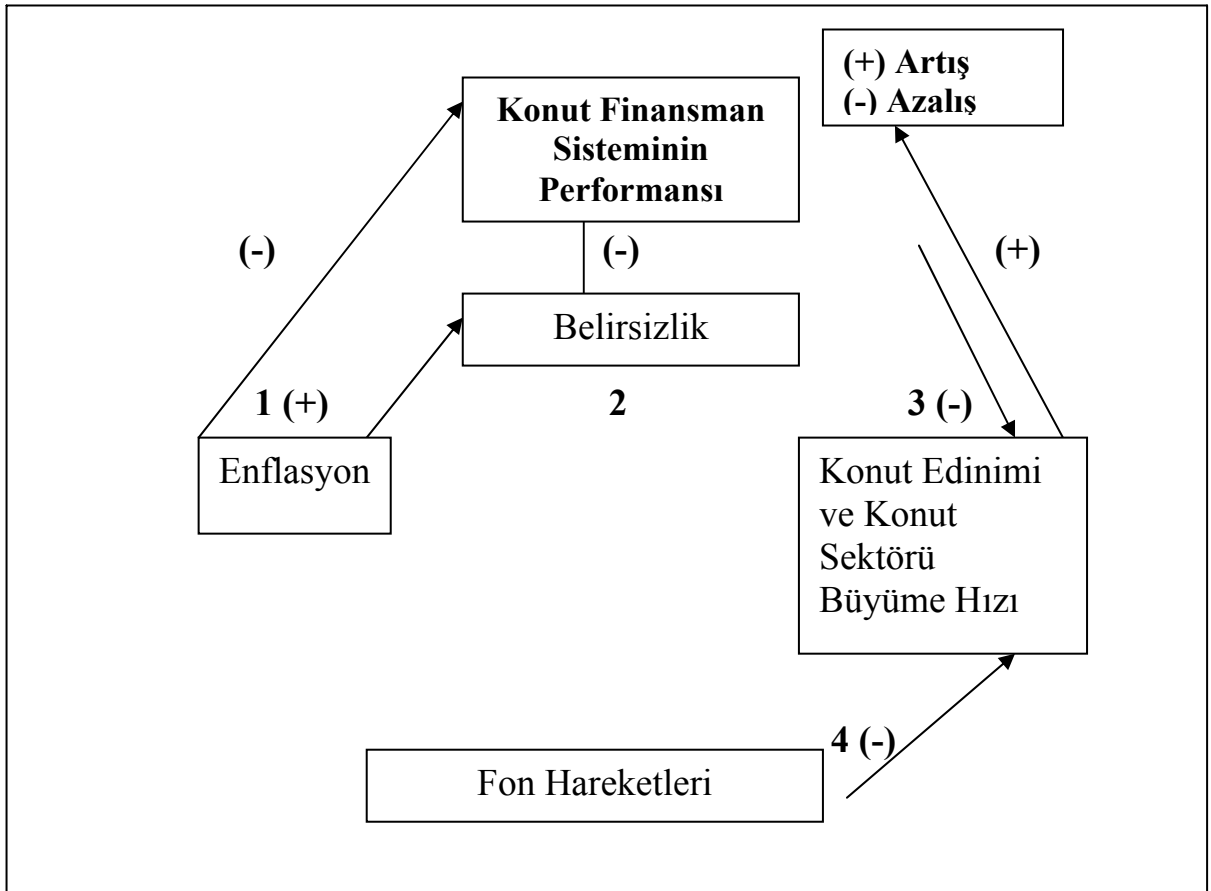 (+) Artış
(-) Azalış
Konut Finansman
Sisteminin
Performansı
(-)
(-)
(+)
Belirsizlik
1 (+)
2
3 (-)
Enflasyon
Konut Edinimi
ve Konut
Sektörü
Büyüme Hızı
4 (-)
Fon Hareketleri